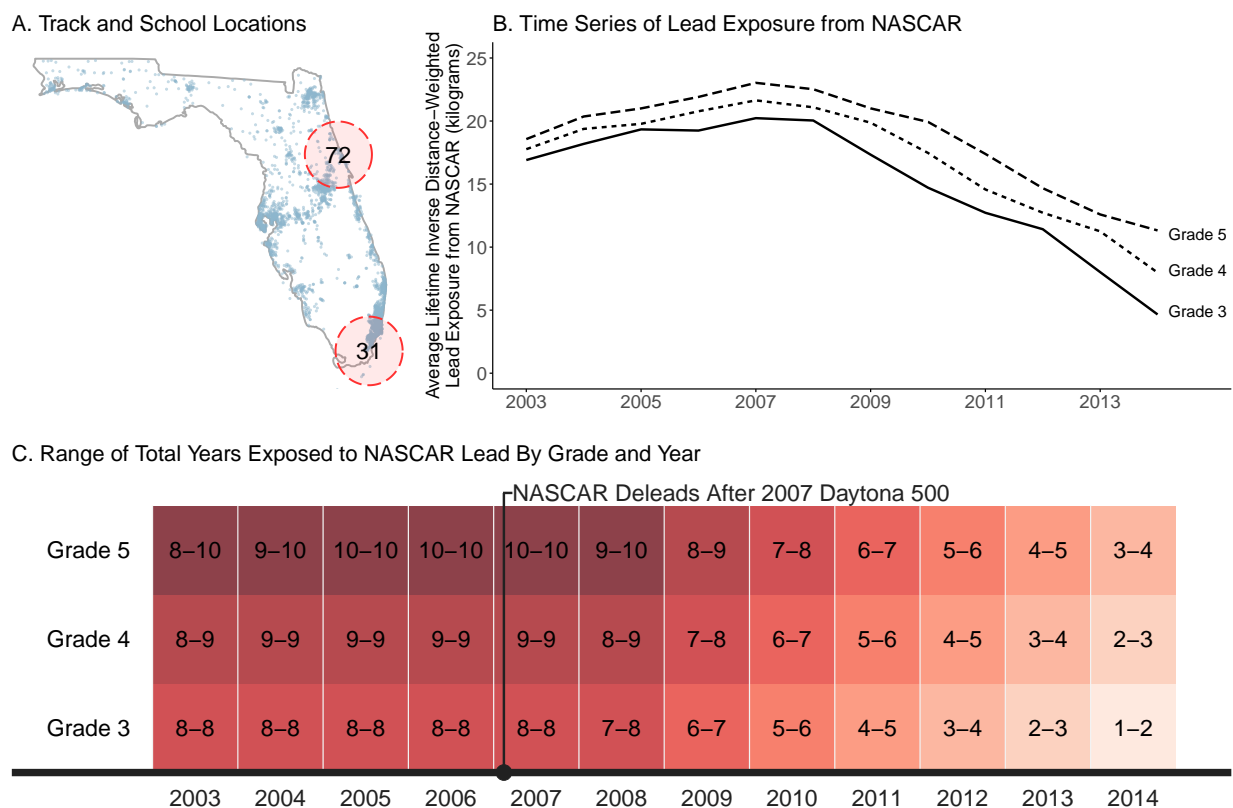 A. Track and School Locations
72
31
B. Time Series of Lead Exposure from NASCAR
Average Lifetime Inverse Distance−Weighted
Lead Exposure from NASCAR (kilograms)
25
20
15
10
5
0
Grade 5
Grade 4
Grade 3
2003 2005 2007 2009 2011 2013
C. Range of Total Years Exposed to NASCAR Lead By Grade and Year
NASCAR Deleads After 2007 Daytona 500
Grade 5 8−10 9−10 10−10 10−10 10−10 9−10 8−9 7−8 6−7 5−6 4−5 3−4
Grade 4 8−9 9−9 9−9 9−9 9−9 8−9 7−8 6−7 5−6 4−5 3−4 2−3
Grade 3 8−8 8−8 8−8 8−8 8−8 7−8 6−7 5−6 4−5 3−4 2−3 1−2
2003 2004 2005 2006 2007 2008 2009 2010 2011 2012 2013 2014